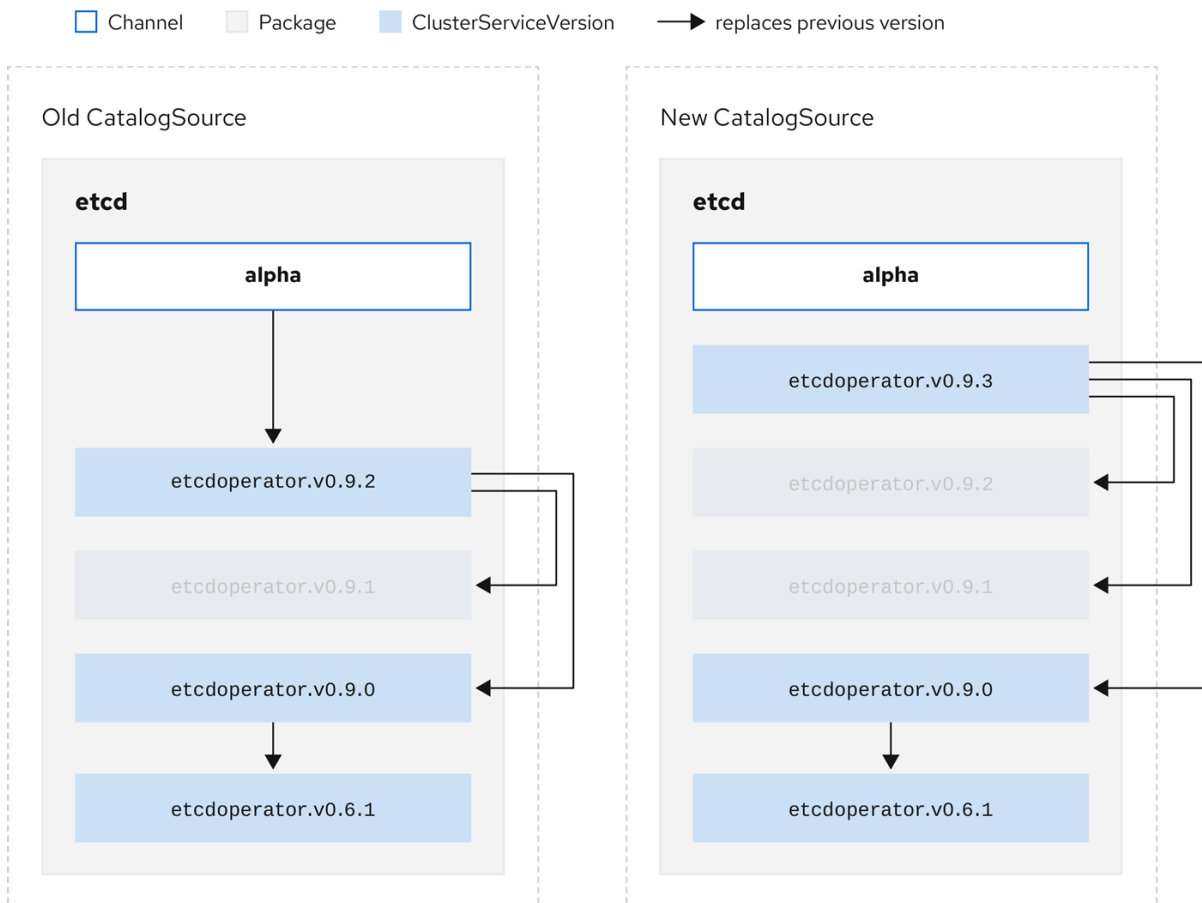 Channel
Package
ClusterServiceVersion
replaces previous version
Old CatalogSource
etcd
alpha
etcdoperator.v0.9.2
etcdoperator.v0.9.1
etcdoperator.v0.9.0
etcdoperator.v0.6.1
New CatalogSource
etcd
alpha
etcdoperator.v0.9.3
etcdoperator.v0.9.2
etcdoperator.v0.9.1
etcdoperator.v0.9.0
etcdoperator.v0.6.1